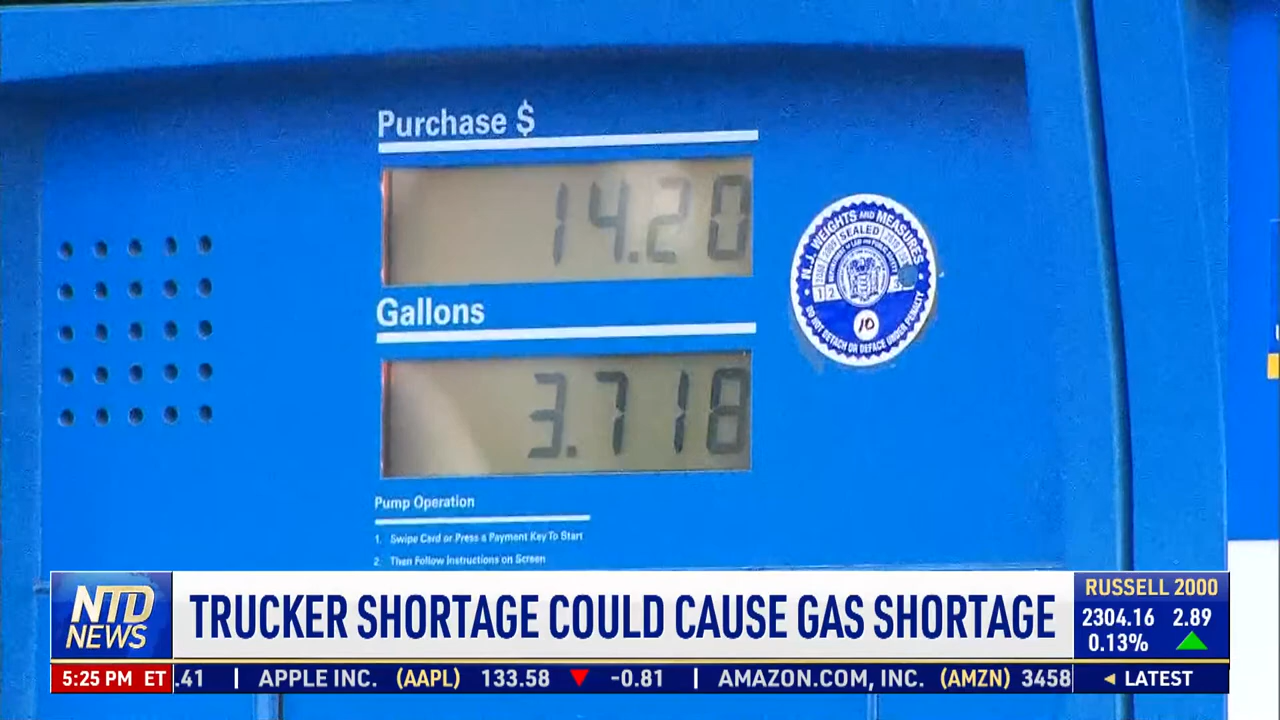 Purchase $
14.20
Gallons
3.718
N.J. WEIGHTS AND MEASURES
SEALED
1 2
10
DO NOT DETACH OR DEFACE UNDER PENALTY
Pump Operation
1. Swipe Card or Press a Payment Key To Start
2. Then Follow Instructions on Screen
NTD NEWS
TRUCKER SHORTAGE COULD CAUSE GAS SHORTAGE
RUSSELL 2000
2304.16 2.89
0.13%
5:25 PM ET .41 | APPLE INC. (AAPL) 133.58 ▼ -0.81 | AMAZON.COM, INC. (AMZN) 3458
◄ LATEST